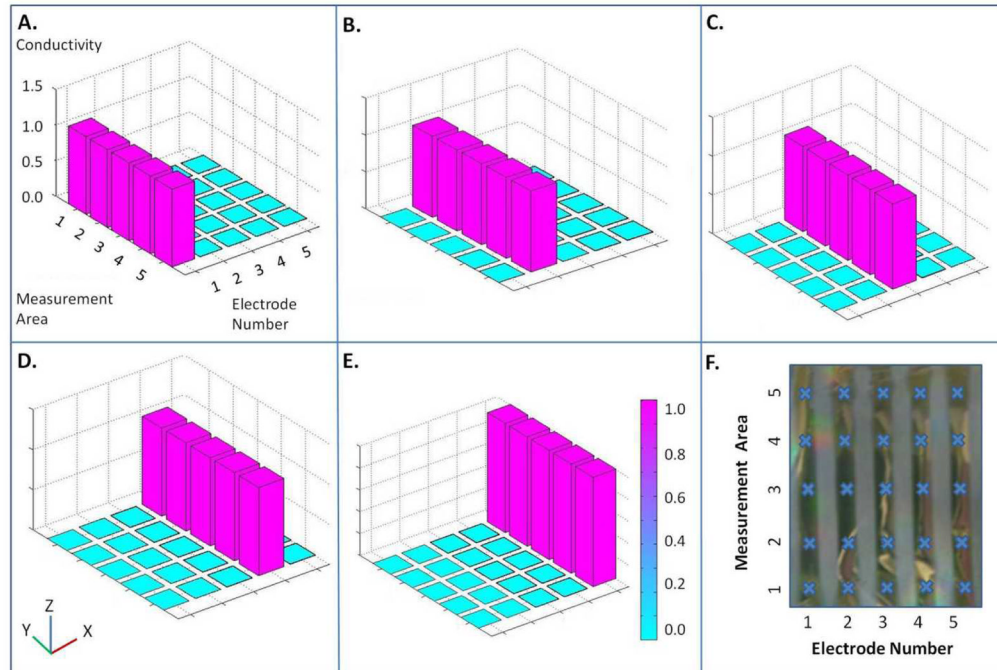 A.
Conductivity
1.5
1.0
0.5
0.0
1
2
3
4
5
1
2
3
4
5
Measurement
Area
Electrode
Number
B.
C.
D.
Z
Y
X
E.
1.0
0.8
0.6
0.4
0.2
0.0
F.
Measurement Area
5
4
3
2
1
1 2 3 4 5
Electrode Number